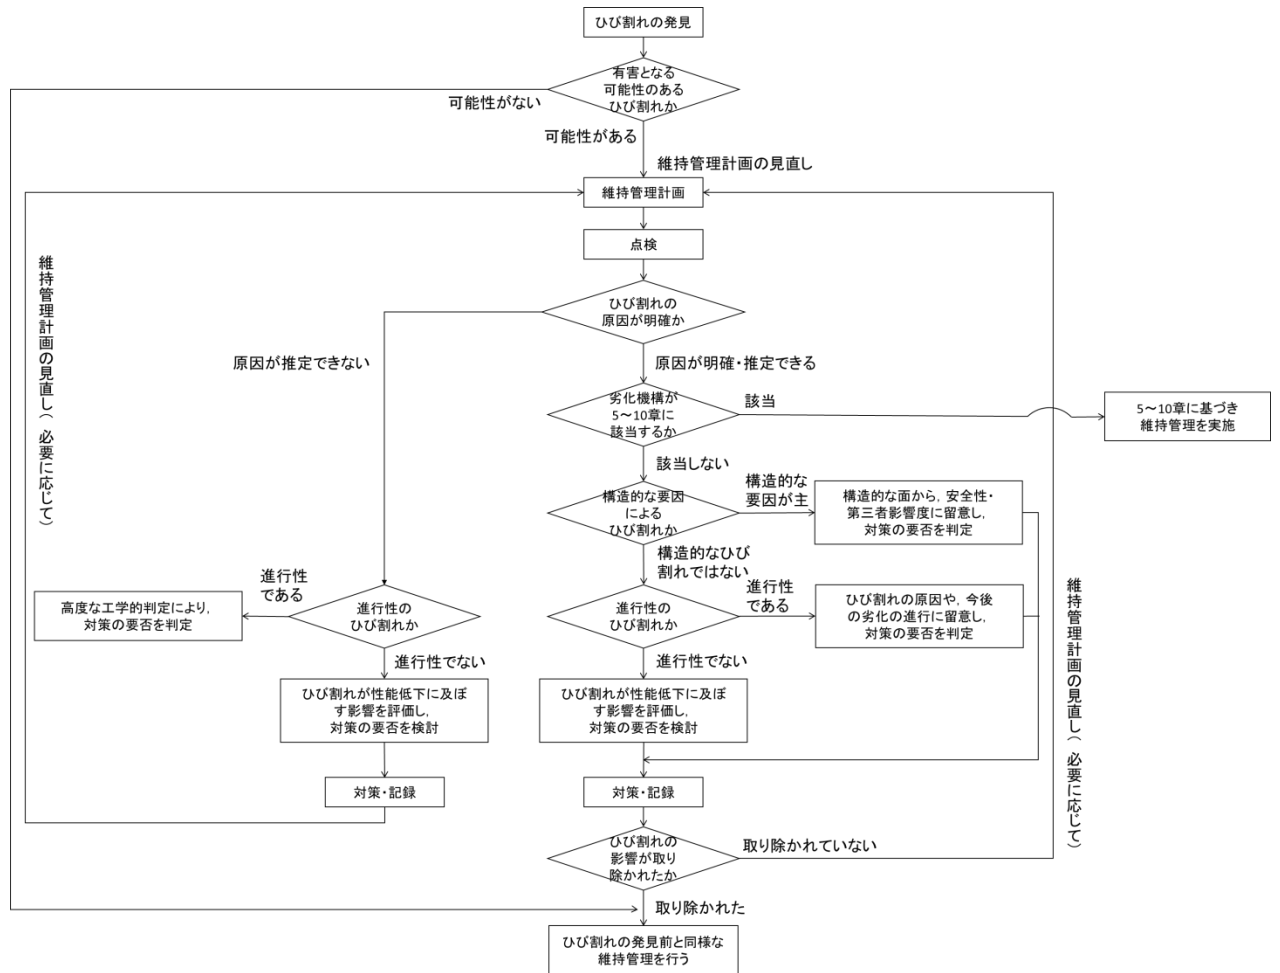 ひび割れの発見
有害となる
可能性のある
ひび割れか
可能性がない
可能性がある
維持管理計画の見直し
維持管理計画
点検
ひび割れの
原因が明確か
原因が推定できない
原因が明確・推定できる
劣化機構が
5～10章に
該当するか
該当
5～10章に基づき
維持管理を実施
該当しない
構造的な要因
による
ひび割れか
構造的な
要因が主
構造的な面から，安全性・
第三者影響度に留意し，
対策の要否を判定
構造的なひび
割れではない
進行性の
ひび割れか
進行性
である
ひび割れの原因や，今後
の劣化の進行に留意し，
対策の要否を判定
進行性でない
ひび割れが性能低下に及ぼ
す影響を評価し，
対策の要否を検討
進行性の
ひび割れか
進行性
である
高度な工学的判定により，
対策の要否を判定
進行性でない
ひび割れが性能低下に及ぼ
す影響を評価し，
対策の要否を検討
対策・記録
維持管理計画の見直し（必要に応じて）
対策・記録
ひび割れの
影響が取り
除かれたか
取り除かれていない
維持管理計画の見直し（必要に応じて）
取り除かれた
ひび割れの発見前と同様な
維持管理を行う